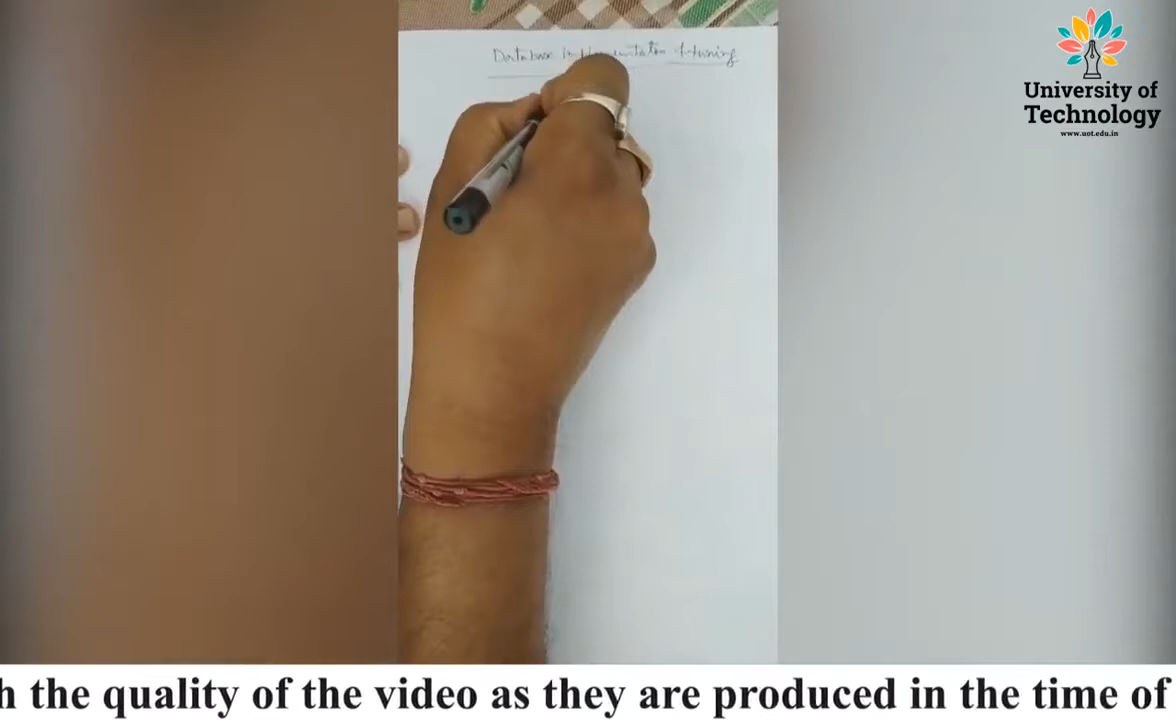 Database & tuning
University of
Technology
www.uot.edu.in
the quality of the video as they are produced in the time of